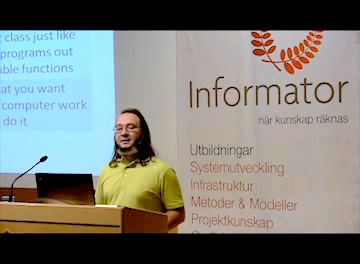 class just like
programs out
able functions
at you want
computer work
do it
Informator
när kunskap räknas
Utbildningar
Systemutveckling
Infrastruktur
Metoder & Modeller
Projektkunskap